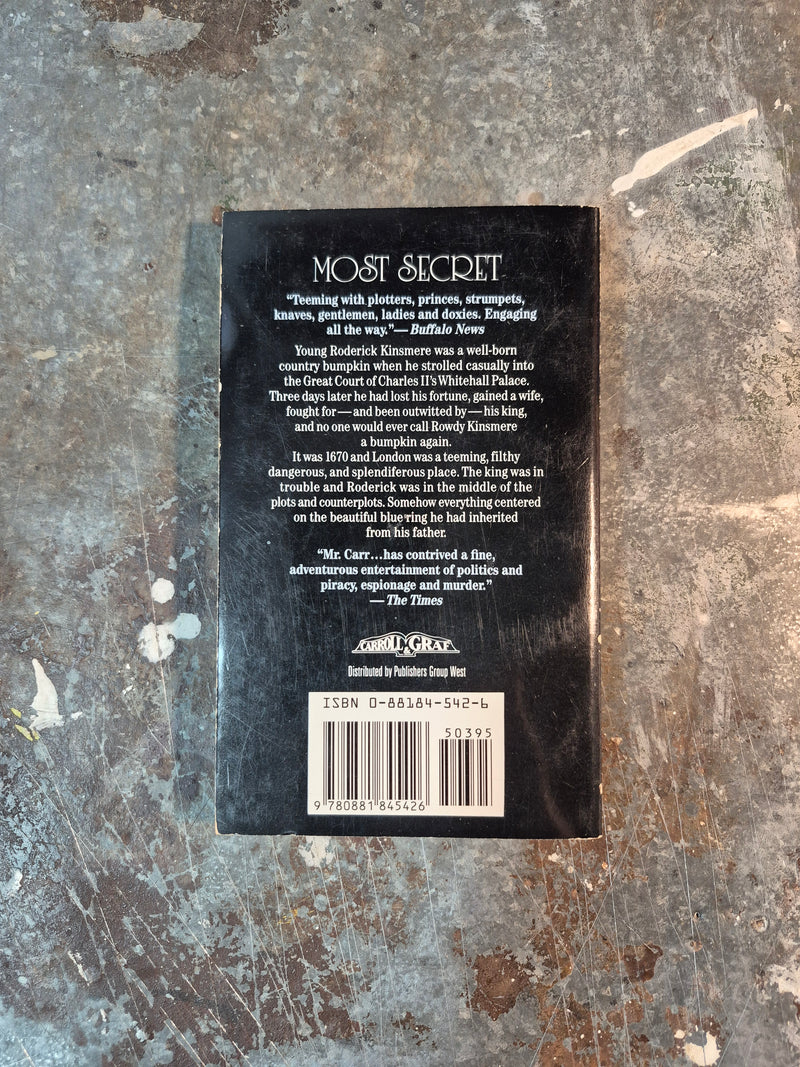 MOST SECRET
“Teeming with plotters, princes, strumpets,
knaves, gentlemen, ladies and doxies. Engaging
all the way.”—Buffalo News
Young Roderick Kinsmere was a well-born
country bumpkin when he strolled casually into
the Great Court of Charles II's Whitehall Palace.
Three days later he had lost his fortune, gained a wife,
fought for—and been outwitted by—his king,
and no one would ever call Rowdy Kinsmere
a bumpkin again.
It was 1670 and London was a teeming, filthy
dangerous, and splendiferous place. The king was in
trouble and Roderick was in the middle of the
plots and counterplots. Somehow everything centered
on the beautiful blue ring he had inherited
from his father.
“Mr. Carr...has contrived a fine,
adventurous entertainment of politics and
piracy, espionage and murder.”
—The Times
CARROLL & GRAF
Distributed by Publishers Group West
ISBN 0-88184-542-6
50395
9 780881 845426